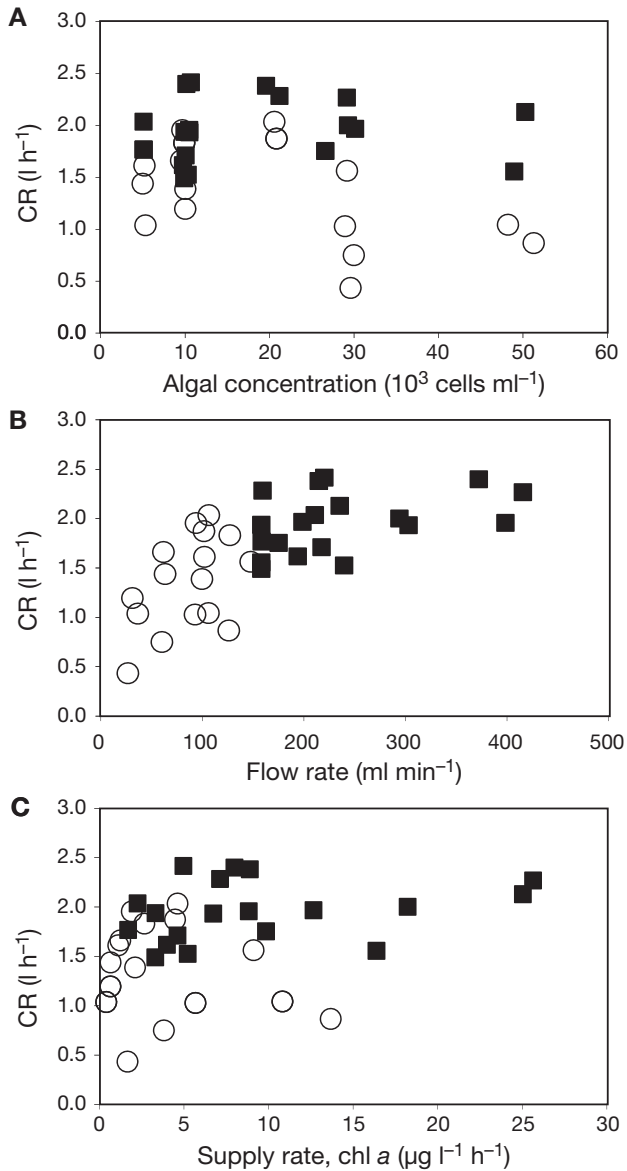 A
3.0
2.5
2.0
1.5
1.0
0.5
0.0
CR (l h⁻¹)
0 10 20 30 40 50 60
Algal concentration (10³ cells ml⁻¹)
B
3.0
2.5
2.0
1.5
1.0
0.5
0.0
CR (l h⁻¹)
0 100 200 300 400 500
Flow rate (ml min⁻¹)
C
3.0
2.5
2.0
1.5
1.0
0.5
0.0
CR (l h⁻¹)
0 5 10 15 20 25 30
Supply rate, chl a (µg l⁻¹ h⁻¹)